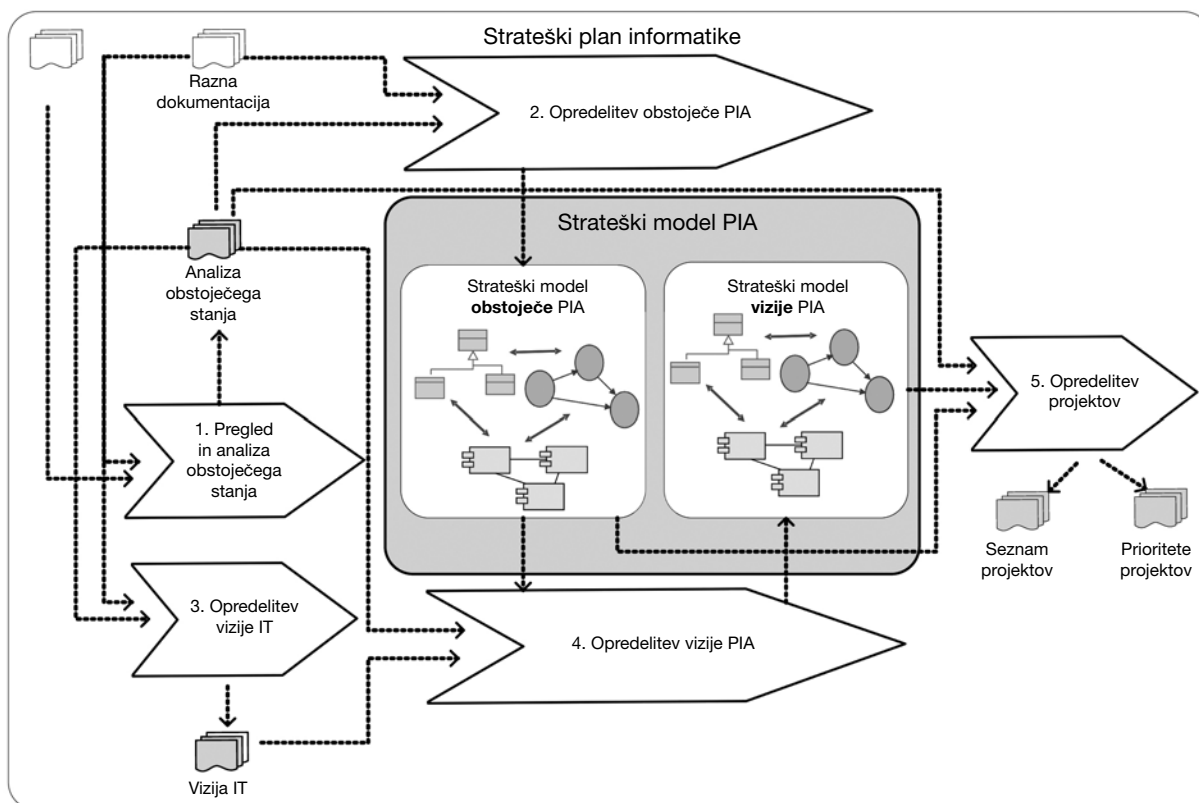 Strateški plan informatike
Razna
dokumentacija
2. Opredelitev obstoječe PIA
Strateški model PIA
Analiza
obstoječega
stanja
Strateški model
obstoječe PIA
Strateški model
vizije PIA
1. Pregled
in analiza
obstoječega
stanja
5. Opredelitev
projektov
Seznam
projektov
Prioritete
projektov
3. Opredelitev
vizije IT
4. Opredelitev vizije PIA
Vizija IT